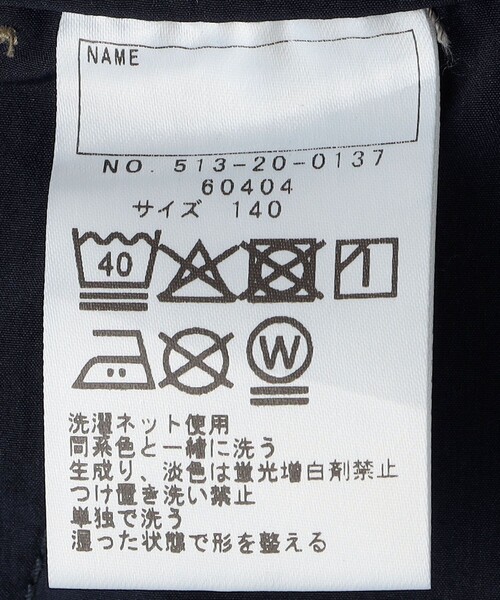 NAME
NO. 513-20-0137
60404
サイズ 140
40
W
洗濯ネット使用
同系色と一緒に洗う
生成り、淡色は蛍光増白剤禁止
つけ置き洗い禁止
単独で洗う
湿った状態で形を整える